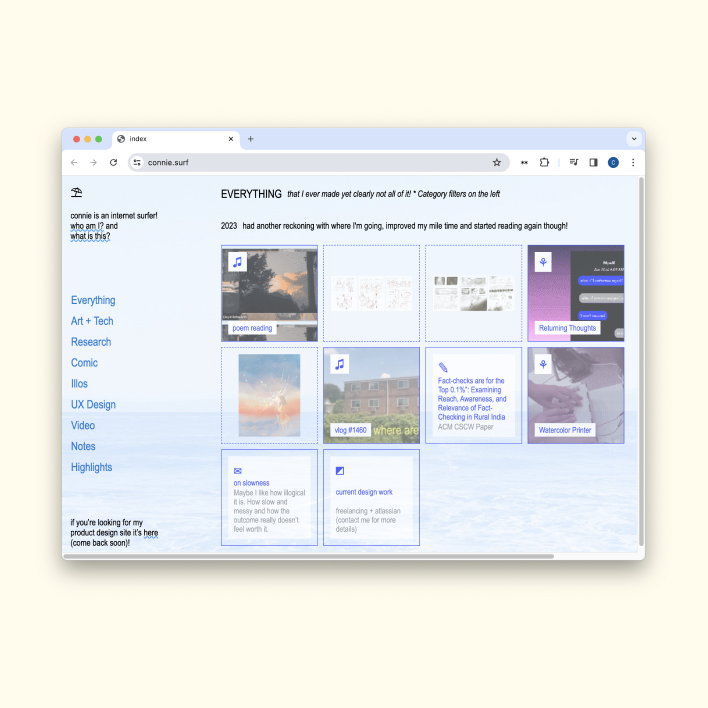 index
connie.surf
C
EVERYTHING that I ever made yet clearly not all of it! * Category filters on the left
connie is an internet surfer!
who am I? and
what is this?
2023 had another reckoning with where I'm going, improved my mile time and started reading again though!
Everything
Art + Tech
Research
Comic
Illos
UX Design
Video
Notes
Highlights
if you're looking for my
product design site it's here
(come back soon)!
poem reading
Returning Thoughts
vlog #1460
where are
Fact-checks are for the
Top 0.1%": Examining
Reach, Awareness, and
Relevance of Fact-
Checking in Rural India
ACM CSCW Paper
Watercolor Printer
on slowness
Maybe I like how illogical
it is. How slow and
messy and how the
outcome really doesn't
feel worth it.
current design work
freelancing + atlassian
(contact me for more
details)